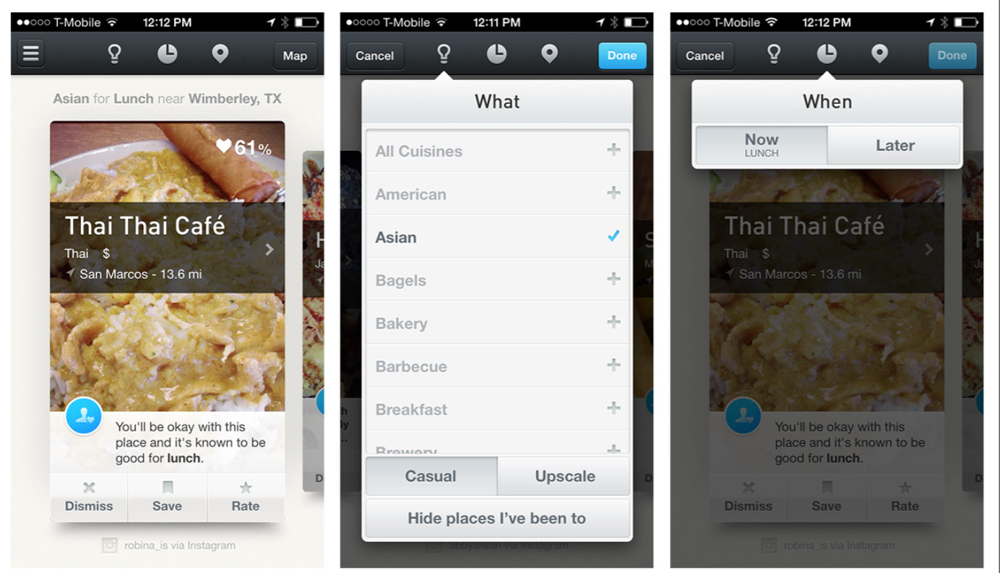 T-Mobile 12:12 PM
Map
Asian for Lunch near Wimberley, TX
61%
Thai Thai Café
Thai $
San Marcos - 13.6 mi
H
Ja
You'll be okay with this
place and it's known to be
good for lunch.
D
Dismiss Save Rate
robina_is via Instagram
T-Mobile 12:11 PM
Cancel Done
What
All Cuisines
American
Asian
Bagels
Bakery
Barbecue
Breakfast
Brewery
Casual Upscale
Hide places I've been to
abbyalwan via Instagram
T-Mobile 12:12 PM
Cancel Done
When
Now
LUNCH
Later
Thai Thai Café
Thai $
San Marcos - 13.6 mi
H
Ja
You'll be okay with this
place and it's known to be
good for lunch.
D
Dismiss Save Rate
robina_is via Instagram